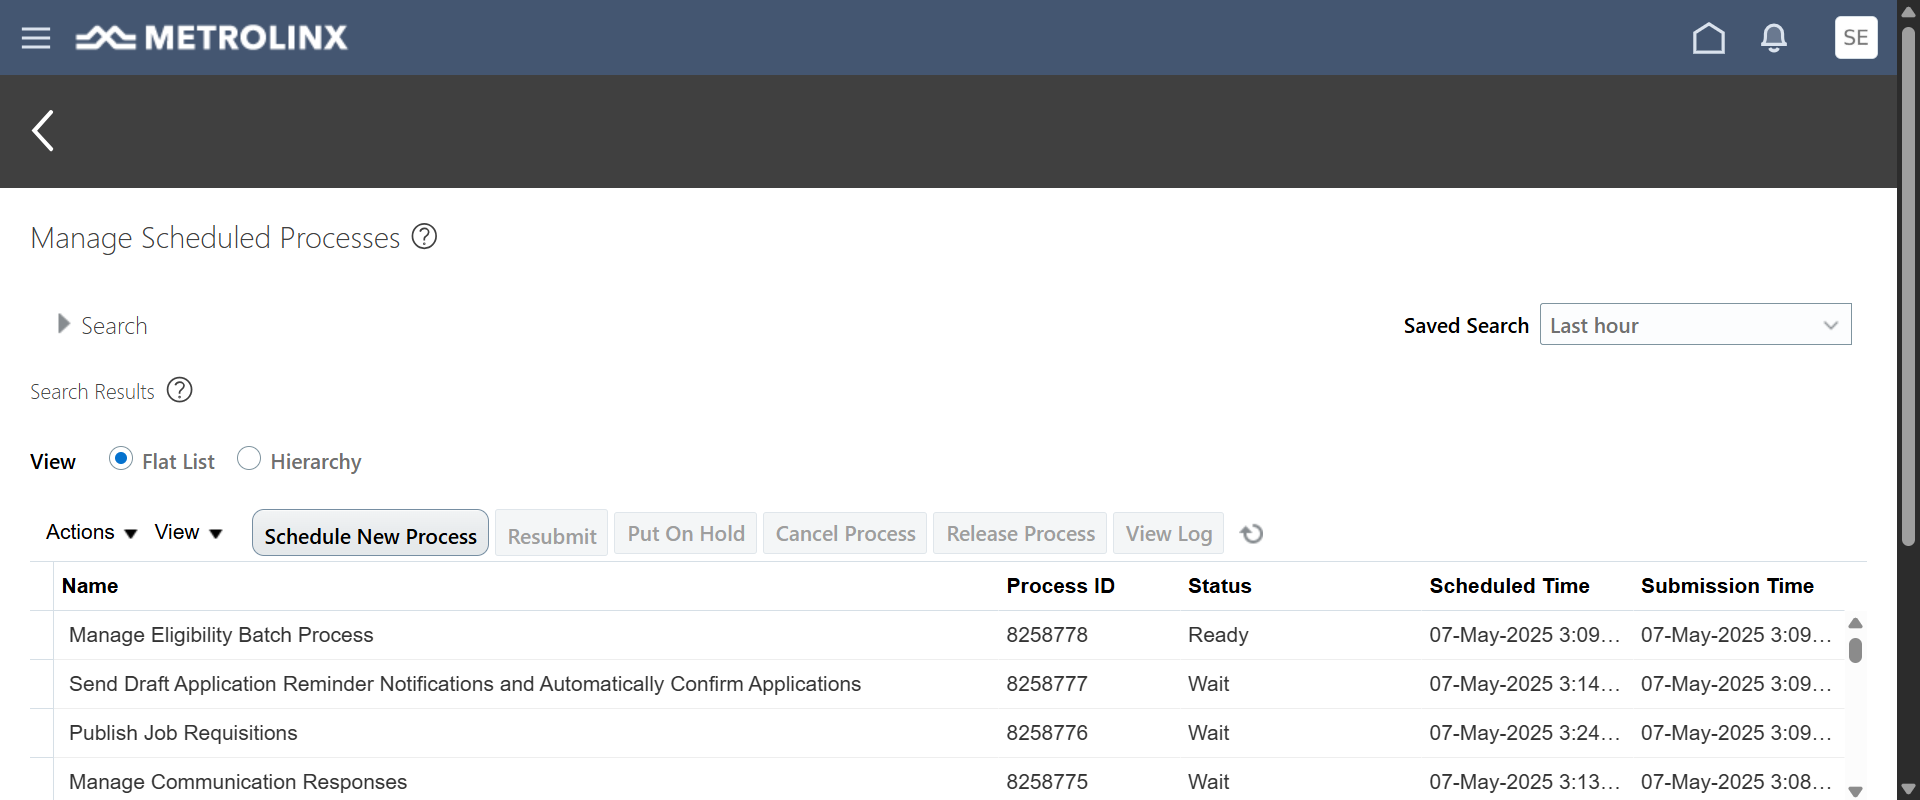 METROLINX
SE
Manage Scheduled Processes ?
Search
Saved Search Last hour
Search Results ?
View Flat List Hierarchy
Actions View Schedule New Process Resubmit Put On Hold Cancel Process Release Process View Log
Name Process ID Status Scheduled Time Submission Time
Manage Eligibility Batch Process 8258778 Ready 07-May-2025 3:09... 07-May-2025 3:09...
Send Draft Application Reminder Notifications and Automatically Confirm Applications 8258777 Wait 07-May-2025 3:14... 07-May-2025 3:09...
Publish Job Requisitions 8258776 Wait 07-May-2025 3:24... 07-May-2025 3:09...
Manage Communication Responses 8258775 Wait 07-May-2025 3:13... 07-May-2025 3:08...